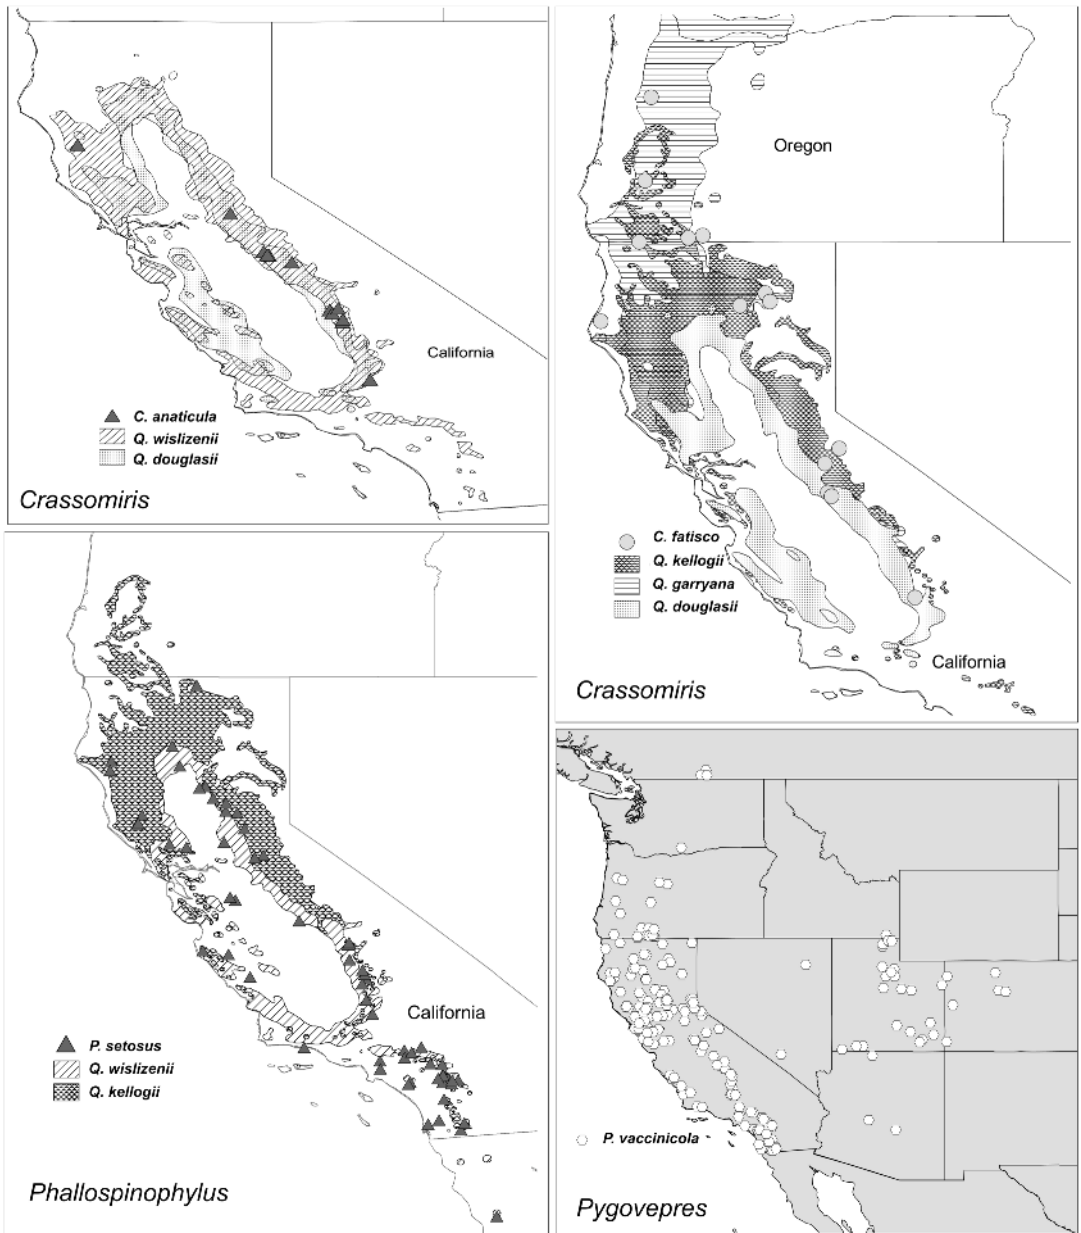 California
C. anaticula
Q. wislizenii
Q. douglasii
Crassomiris
Oregon
C. fatisco
Q. kellogii
Q. garryana
Q. douglasii
California
Crassomiris
California
P. setosus
Q. wislizenii
Q. kellogii
Phallospinophylus
P. vaccinicola
Pygovepres